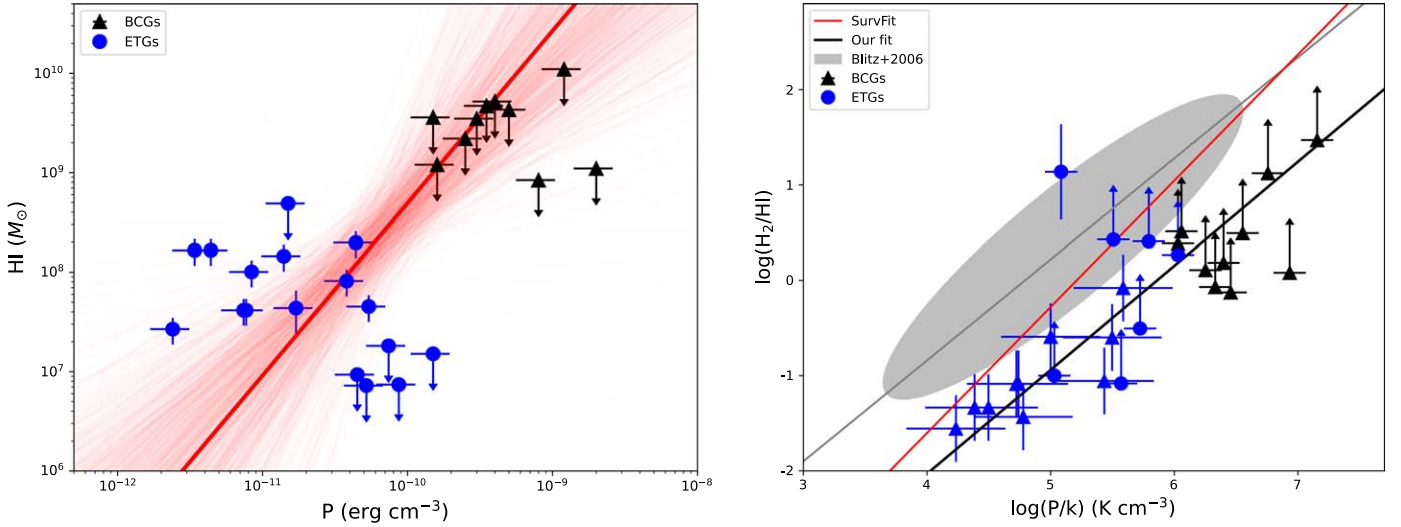 BCGs
ETGs
10¹⁰
10⁹
10⁸
10⁷
10⁶
HI (M⊙)
10⁻¹²
10⁻¹¹
10⁻¹⁰
10⁻⁹
10⁻⁸
P (erg cm⁻³)
SurvFit
Our fit
Blitz+2006
BCGs
ETGs
2
1
0
-1
-2
log(H₂/HI)
3
4
5
6
7
log(P/k) (K cm⁻³)